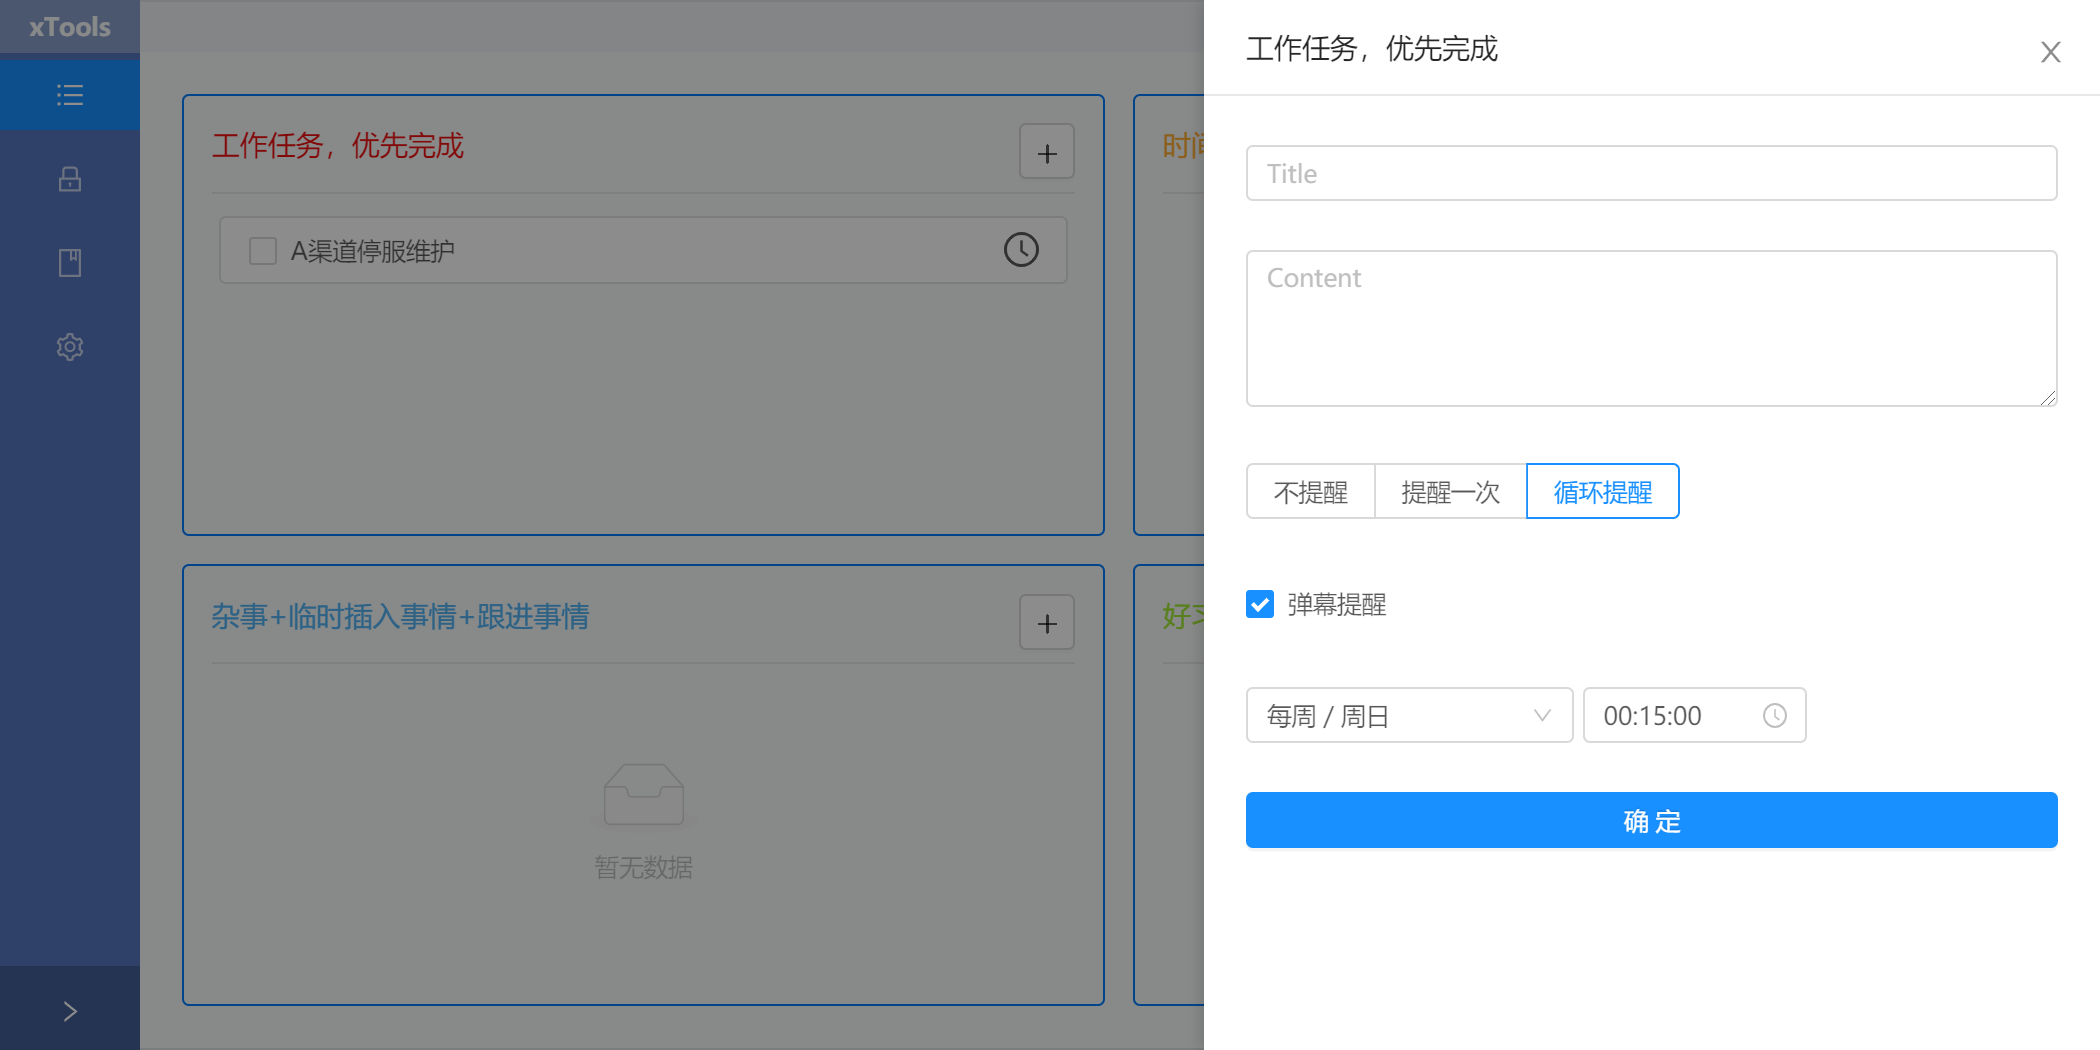 xTools
工作任务，优先完成
A渠道停服维护
时间
杂事+临时插入事情+跟进事情
暂无数据
好习
工作任务，优先完成
Title
Content
不提醒
提醒一次
循环提醒
弹幕提醒
每周 / 周日
00:15:00
确 定